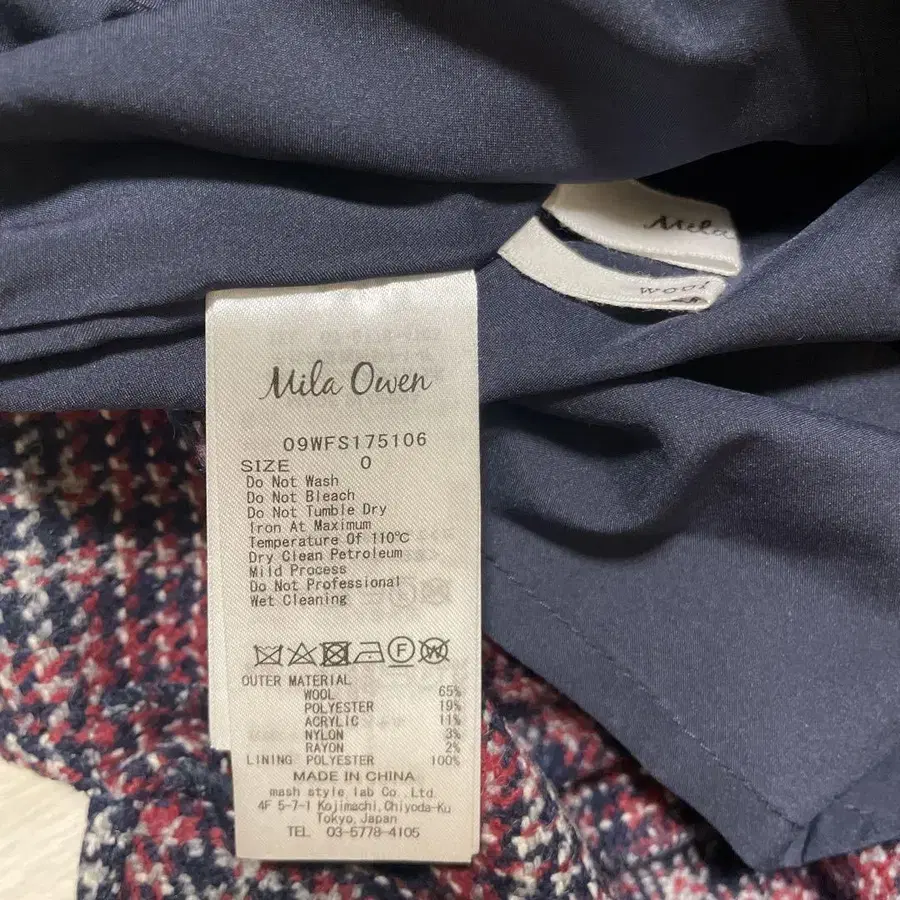 Mila
wool
Mila Owen
09WFS175106
SIZE 0
Do Not Wash
Do Not Bleach
Do Not Tumble Dry
Iron At Maximum
Temperature Of 110℃
Dry Clean Petroleum
Mild Process
Do Not Professional
Wet Cleaning
F W
OUTER MATERIAL
WOOL 65%
POLYESTER 19%
ACRYLIC 11%
NYLON 3%
RAYON 2%
LINING POLYESTER 100%
MADE IN CHINA
mash style lab Co., Ltd.
4F 5-7-1 Kojimachi,Chiyoda-Ku
Tokyo,Japan
TEL 03-5778-4105